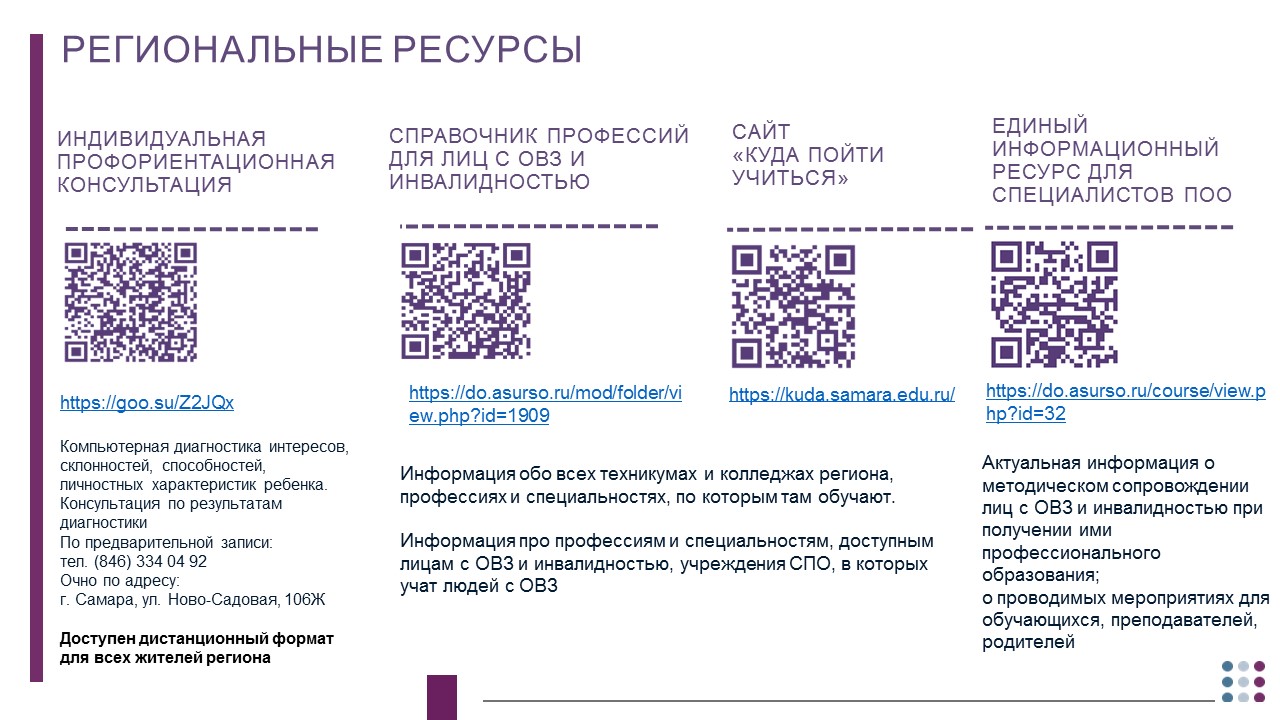 РЕГИОНАЛЬНЫЕ РЕСУРСЫ
ИНДИВИДУАЛЬНАЯ
ПРОФОРИЕНТАЦИОННАЯ
КОНСУЛЬТАЦИЯ
https://goo.su/Z2JQx
Компьютерная диагностика интересов,
склонностей, способностей,
личностных характеристик ребенка.
Консультация по результатам
диагностики
По предварительной записи:
тел. (846) 334 04 92
Очно по адресу:
г. Самара, ул. Ново-Садовая, 106Ж
Доступен дистанционный формат
для всех жителей региона
СПРАВОЧНИК ПРОФЕССИЙ
ДЛЯ ЛИЦ С ОВЗ И
ИНВАЛИДНОСТЬЮ
https://do.asurso.ru/mod/folder/vi
ew.php?id=1909
САЙТ
«КУДА ПОЙТИ
УЧИТЬСЯ»
https://kuda.samara.edu.ru/
Информация обо всех техникумах и колледжах региона,
профессиях и специальностях, по которым там обучают.
Информация про профессиям и специальностям, доступным
лицам с ОВЗ и инвалидностью, учреждения СПО, в которых
учат людей с ОВЗ
ЕДИНЫЙ
ИНФОРМАЦИОННЫЙ
РЕСУРС ДЛЯ
СПЕЦИАЛИСТОВ ПОО
https://do.asurso.ru/course/view.p
hp?id=32
Актуальная информация о
методическом сопровождении
лиц с ОВЗ и инвалидностью при
получении ими
профессионального
образования;
о проводимых мероприятиях для
обучающихся, преподавателей,
родителей